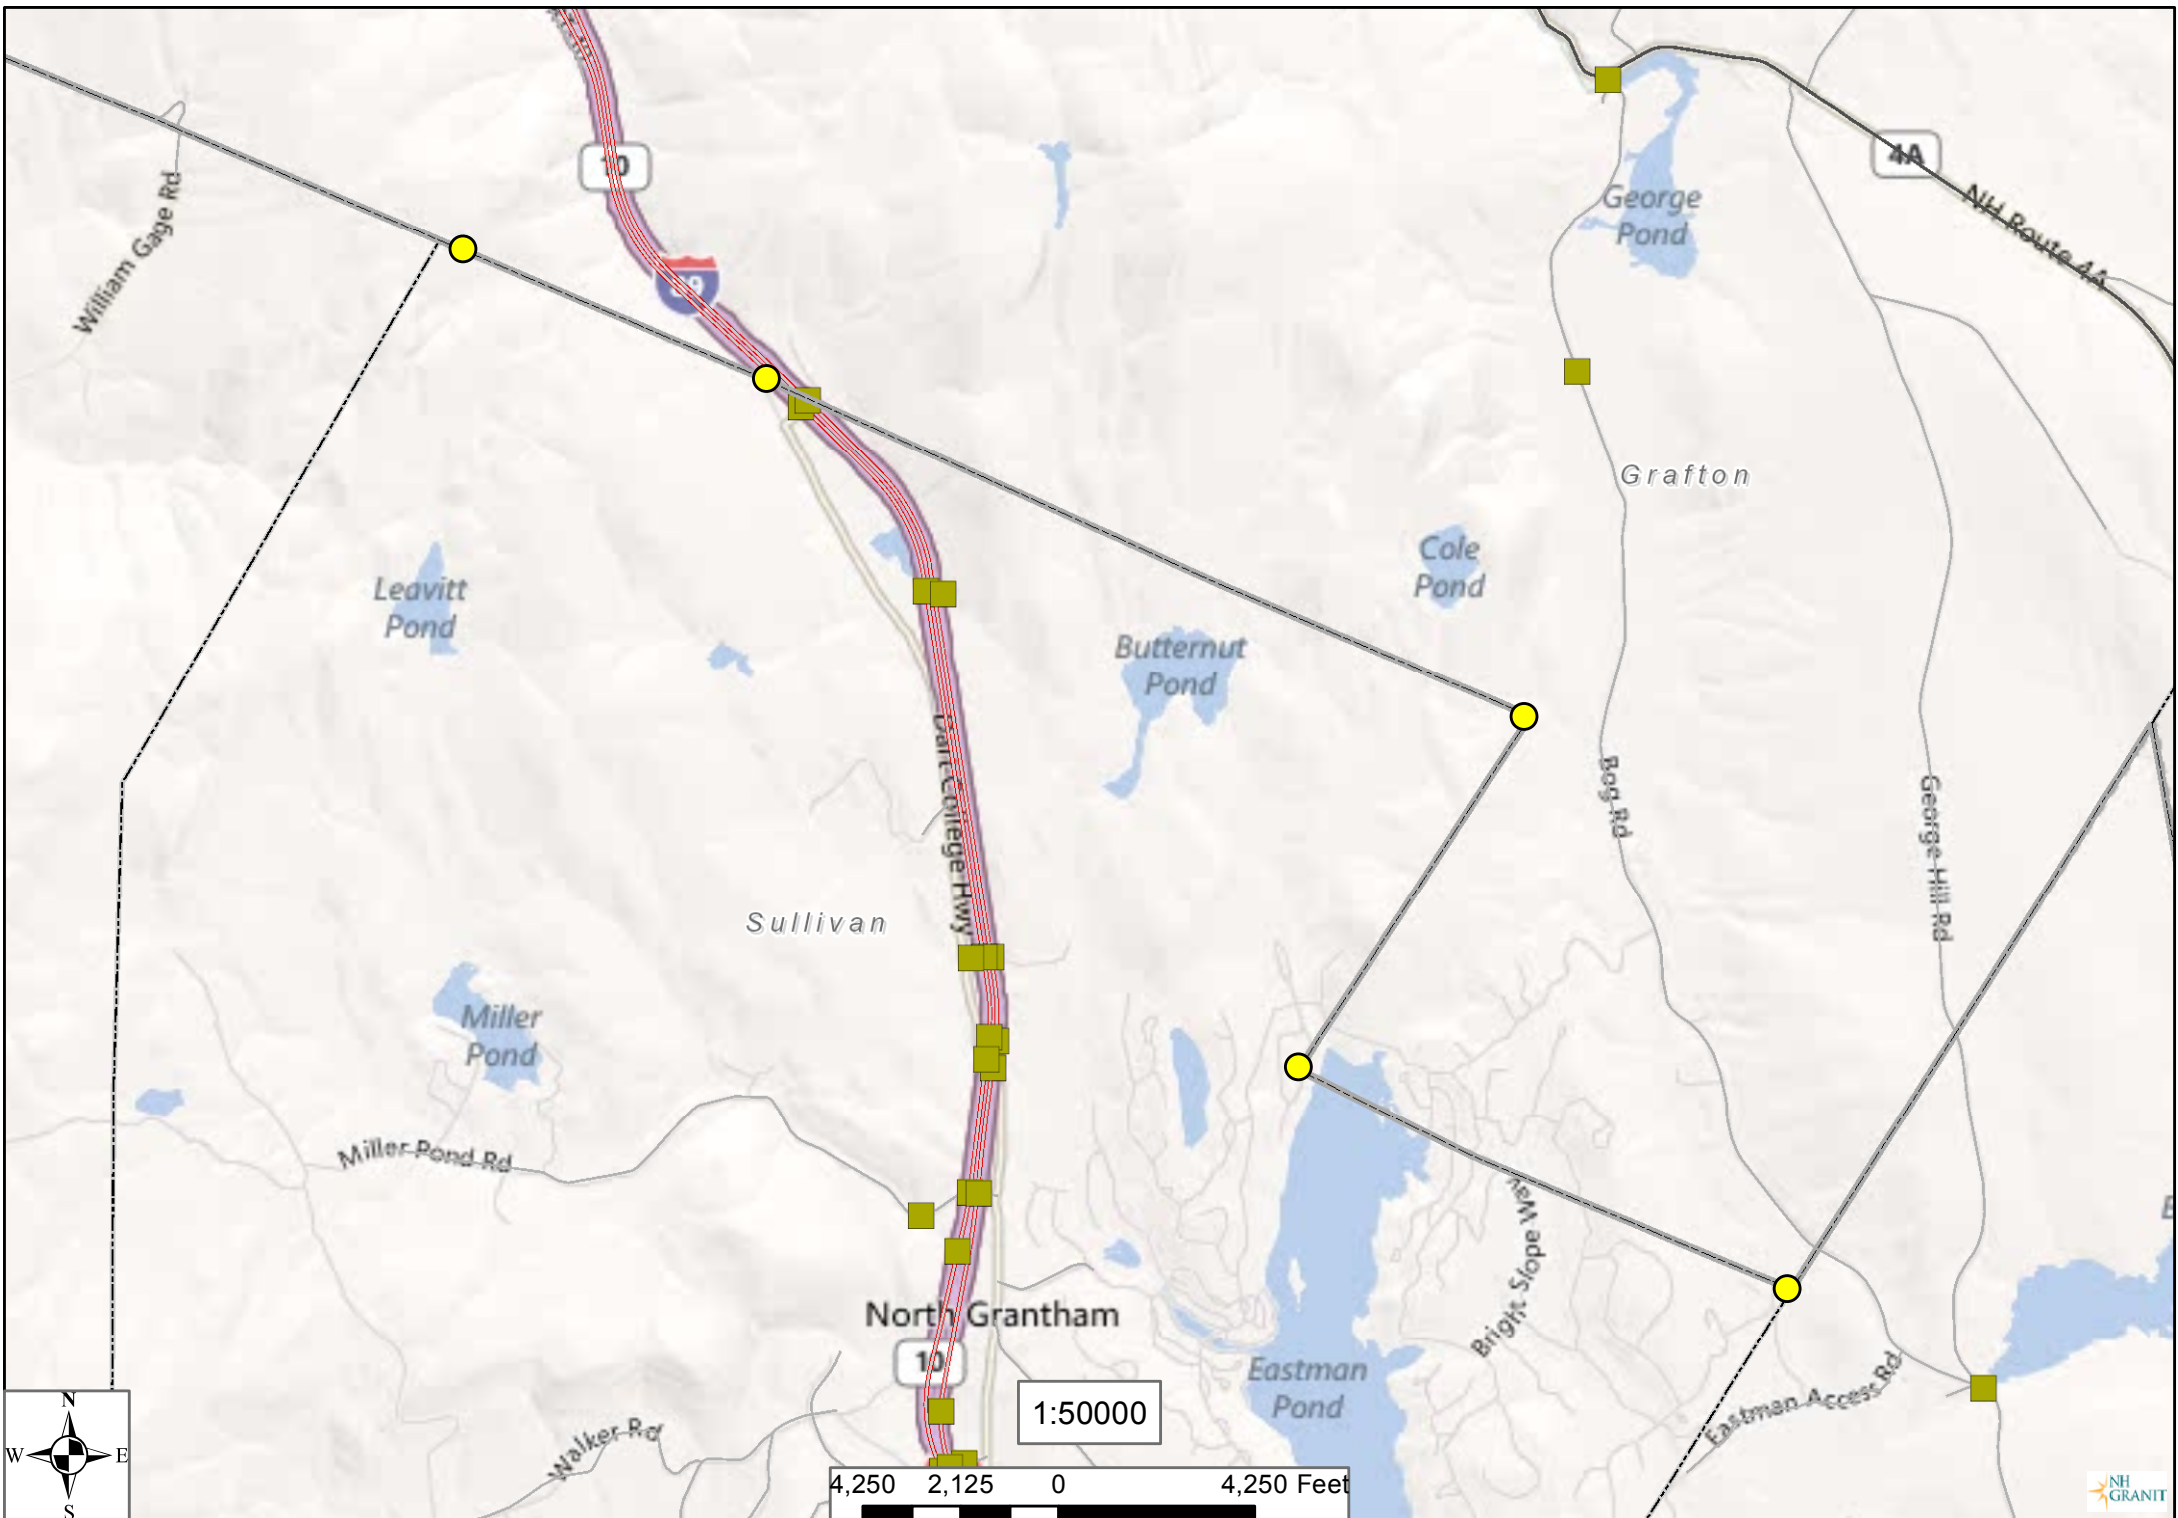 10
4A
NH Route 4A
George
Pond
William Gage Rd
89
Grafton
Cole
Pond
Leavitt
Pond
Butternut
Pond
Dart College Hwy
Bog Rd
George Hill Rd
Sullivan
Miller
Pond
Miller Pond Rd
Bright Slope Way
North Grantham
10
Eastman
Pond
Eastman Access Rd
Walker Rd
1:50000
N
W E
S
4,250 2,125 0 4,250 Feet
NH
GRANIT